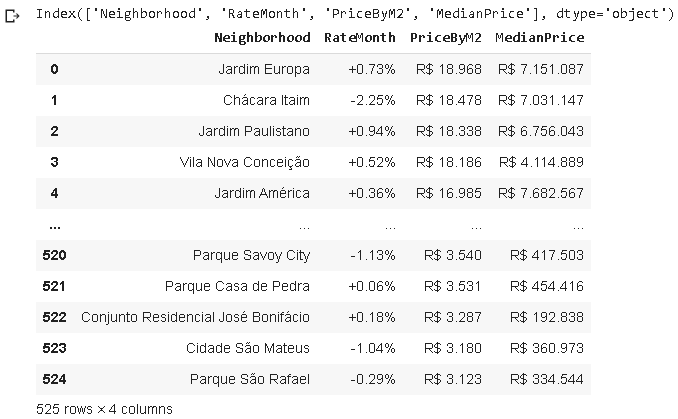 Index(['Neighborhood', 'RateMonth', 'PriceByM2', 'MedianPrice'], dtype='object')
Neighborhood RateMonth PriceByM2 MedianPrice
0 Jardim Europa +0.73% R$ 18.968 R$ 7.151.087
1 Chácara Itaim -2.25% R$ 18.478 R$ 7.031.147
2 Jardim Paulistano +0.94% R$ 18.338 R$ 6.756.043
3 Vila Nova Conceição +0.52% R$ 18.186 R$ 4.114.889
4 Jardim América +0.36% R$ 16.985 R$ 7.682.567
... ... ... ... ...
520 Parque Savoy City -1.13% R$ 3.540 R$ 417.503
521 Parque Casa de Pedra +0.06% R$ 3.531 R$ 454.416
522 Conjunto Residencial José Bonifácio +0.18% R$ 3.287 R$ 192.838
523 Cidade São Mateus -1.04% R$ 3.180 R$ 360.973
524 Parque São Rafael -0.29% R$ 3.123 R$ 334.544
525 rows × 4 columns